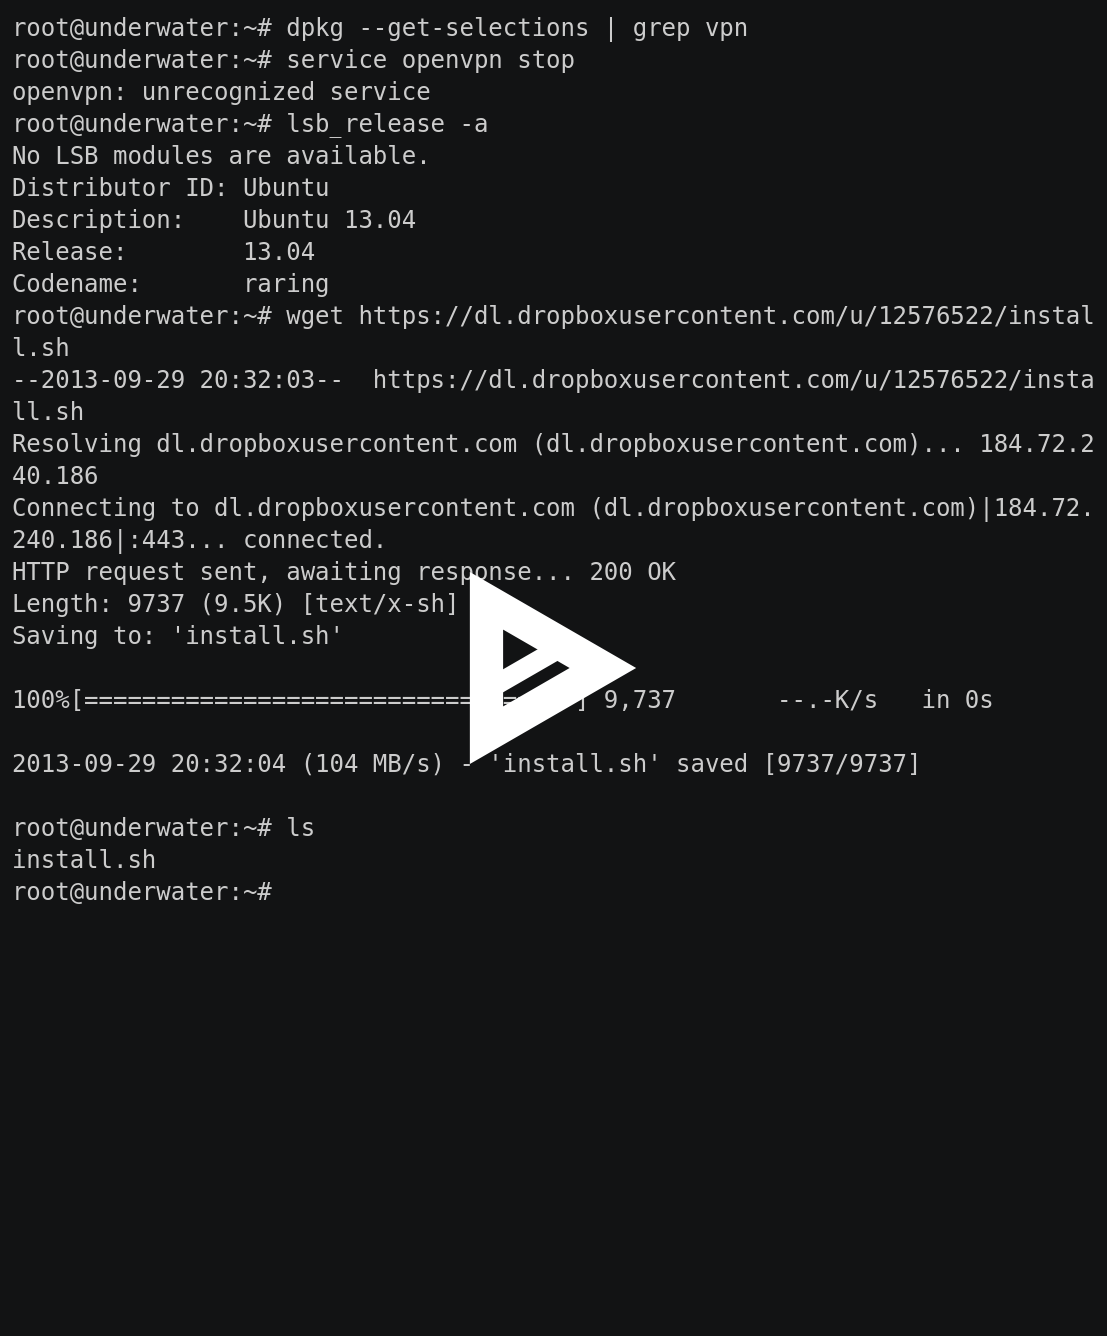 root@underwater:~# dpkg --get-selections | grep vpn
root@underwater:~# service openvpn stop
openvpn: unrecognized service
root@underwater:~# lsb_release -a
No LSB modules are available.
Distributor ID: Ubuntu
Description:    Ubuntu 13.04
Release:        13.04
Codename:       raring
root@underwater:~# wget https://dl.dropboxusercontent.com/u/12576522/instal
l.sh
--2013-09-29 20:32:03--  https://dl.dropboxusercontent.com/u/12576522/insta
ll.sh
Resolving dl.dropboxusercontent.com (dl.dropboxusercontent.com)... 184.72.2
40.186
Connecting to dl.dropboxusercontent.com (dl.dropboxusercontent.com)|184.72.
240.186|:443... connected.
HTTP request sent, awaiting response... 200 OK
Length: 9737 (9.5K) [text/x-sh]
Saving to: 'install.sh'

100%[==================================>] 9,737       --.-K/s   in 0s

2013-09-29 20:32:04 (104 MB/s) - 'install.sh' saved [9737/9737]

root@underwater:~# ls
install.sh
root@underwater:~#